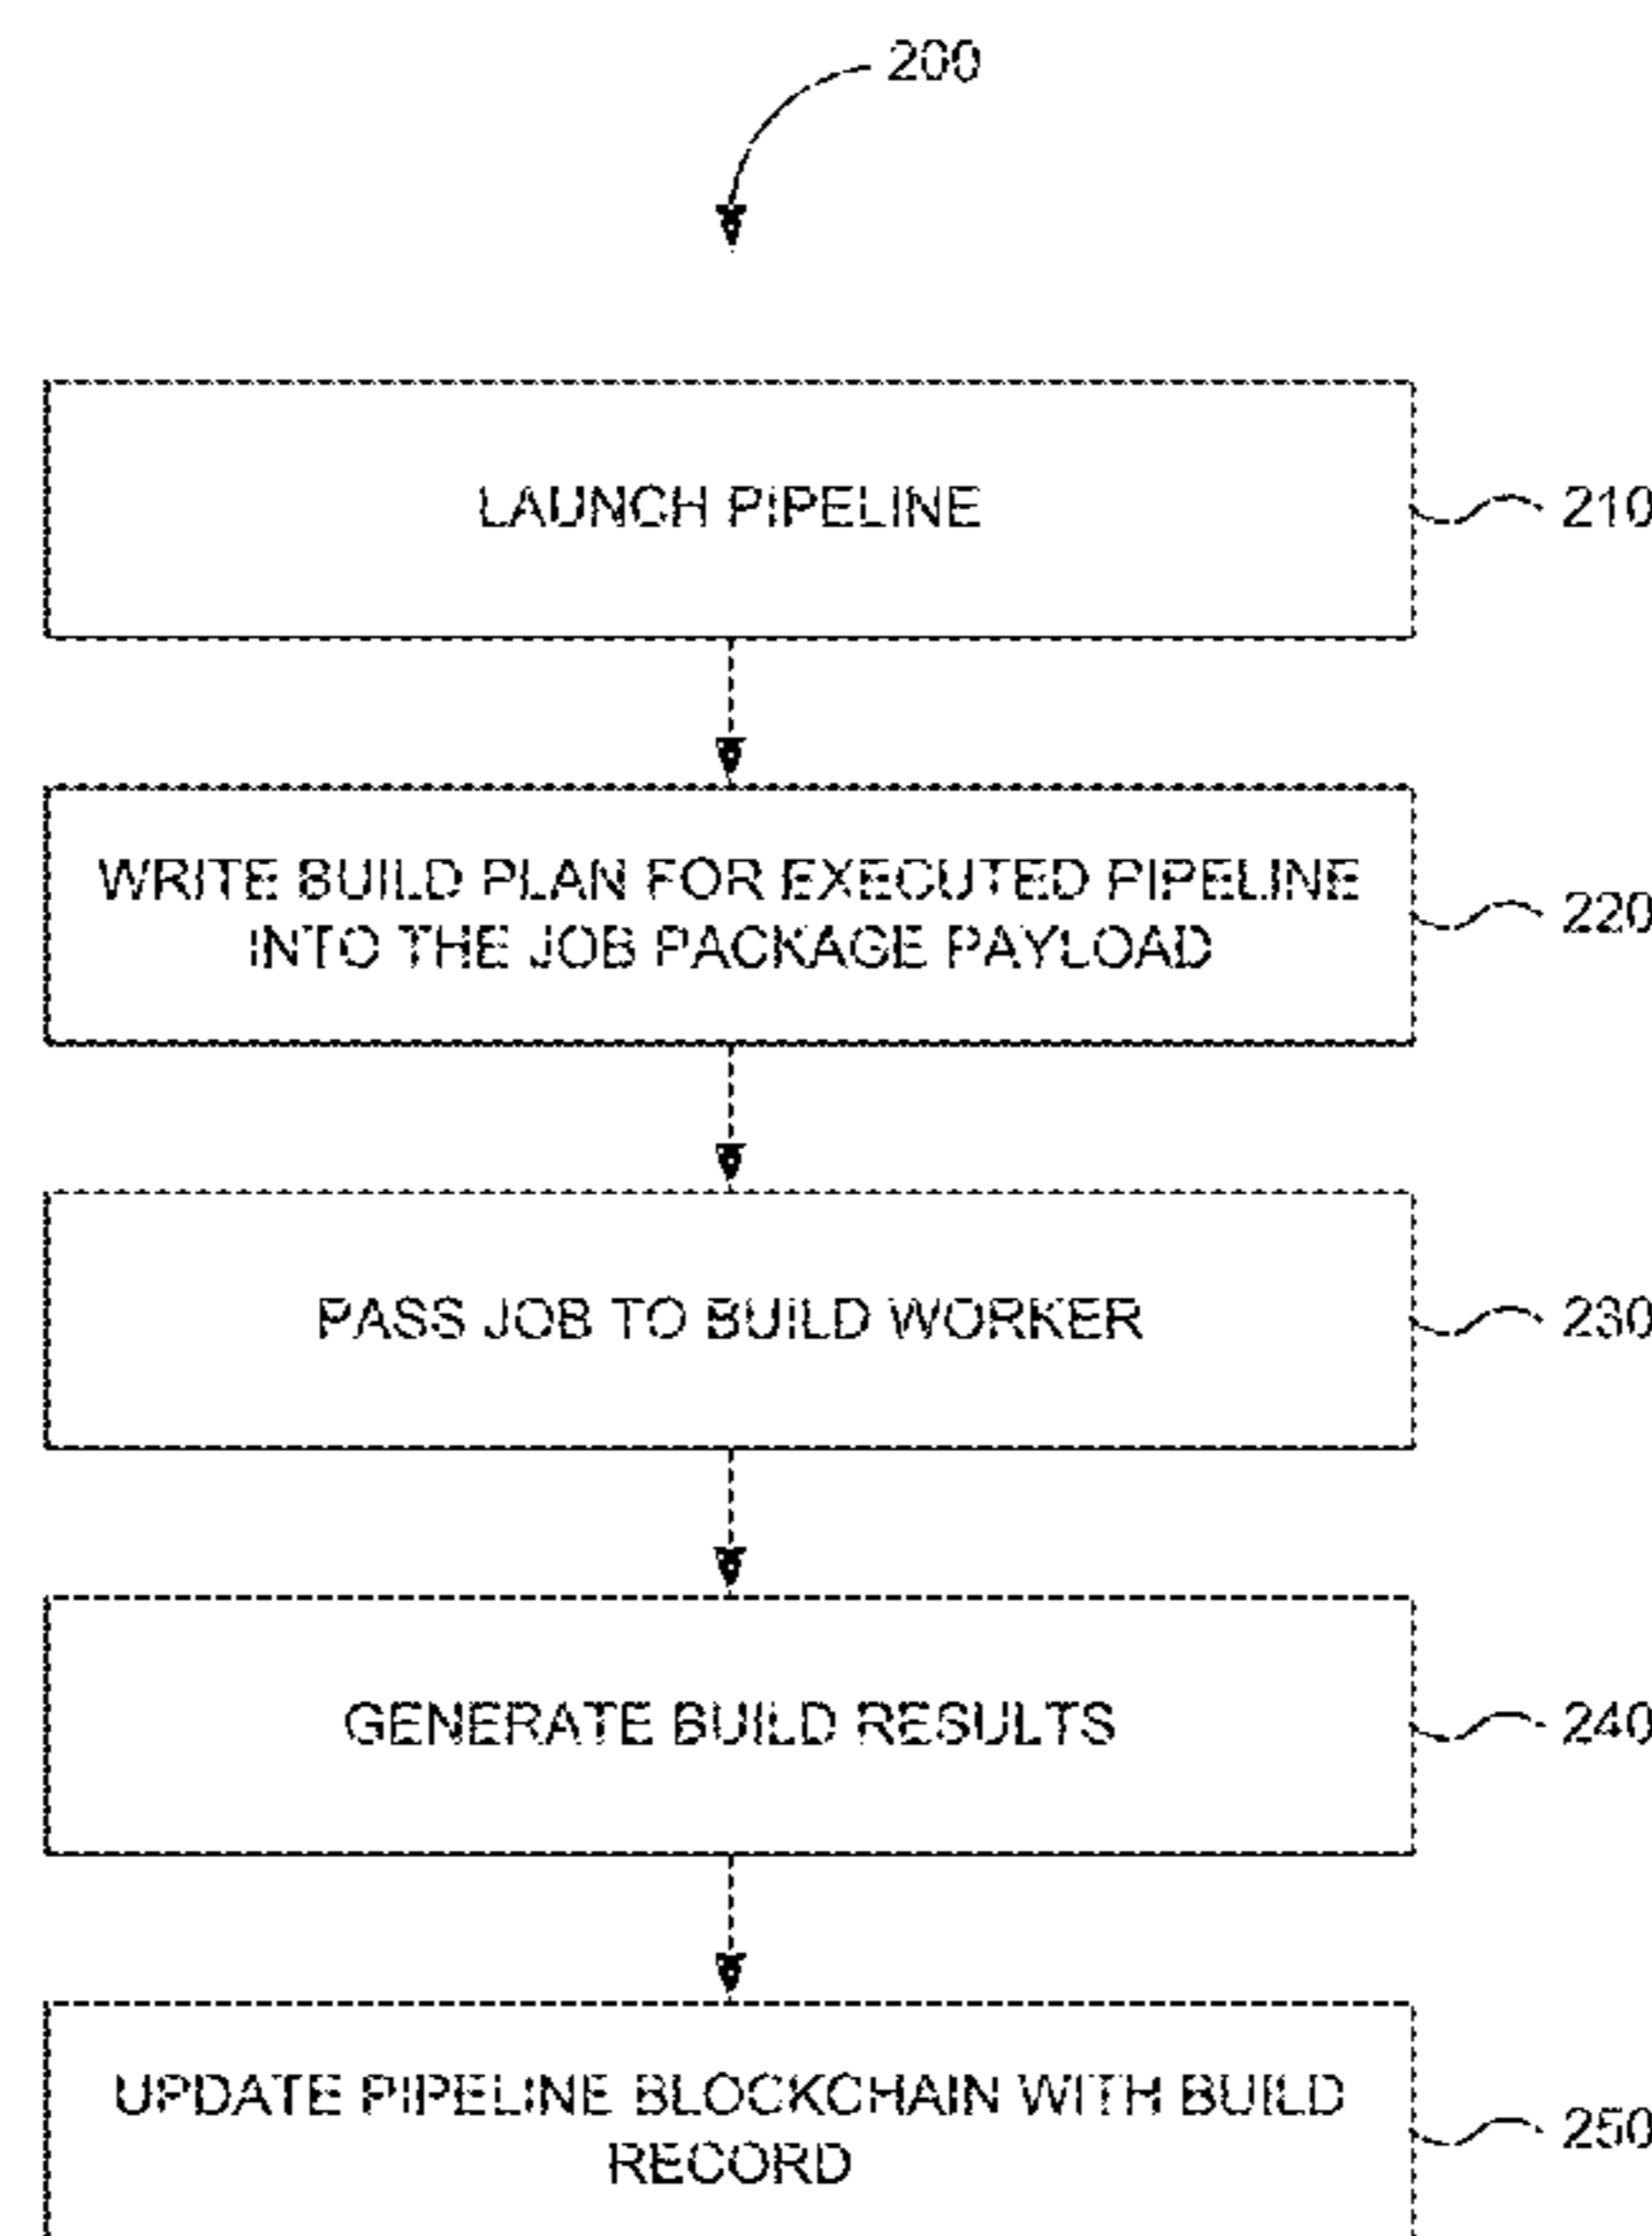 200
LAUNCH PIPELINE
210
WRITE BUILD PLAN FOR EXECUTED PIPELINE
INTO THE JOB PACKAGE PAYLOAD
220
PASS JOB TO BUILD WORKER
230
GENERATE BUILD RESULTS
240
UPDATE PIPELINE BLOCKCHAIN WITH BUILD
RECORD
250